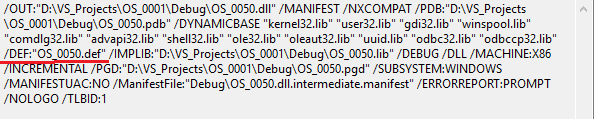 /OUT:"D:\VS_Projects\OS_0001\Debug\OS_0050.dll" /MANIFEST /NXCOMPAT /PDB:"D:\VS_Projects
\OS_0001\Debug\OS_0050.pdb" /DYNAMICBASE "kernel32.lib" "user32.lib" "gdi32.lib" "winspool.lib"
"comdlg32.lib" "advapi32.lib" "shell32.lib" "ole32.lib" "oleaut32.lib" "uuid.lib" "odbc32.lib" "odbccp32.lib"
/DEF:"OS_0050.def" /IMPLIB:"D:\VS_Projects\OS_0001\Debug\OS_0050.lib" /DEBUG /DLL /MACHINE:X86
/INCREMENTAL /PGD:"D:\VS_Projects\OS_0001\Debug\OS_0050.pgd" /SUBSYSTEM:WINDOWS
/MANIFESTUAC:NO /ManifestFile:"Debug\OS_0050.dll.intermediate.manifest" /ERRORREPORT:PROMPT
/NOLOGO /TLBID:1